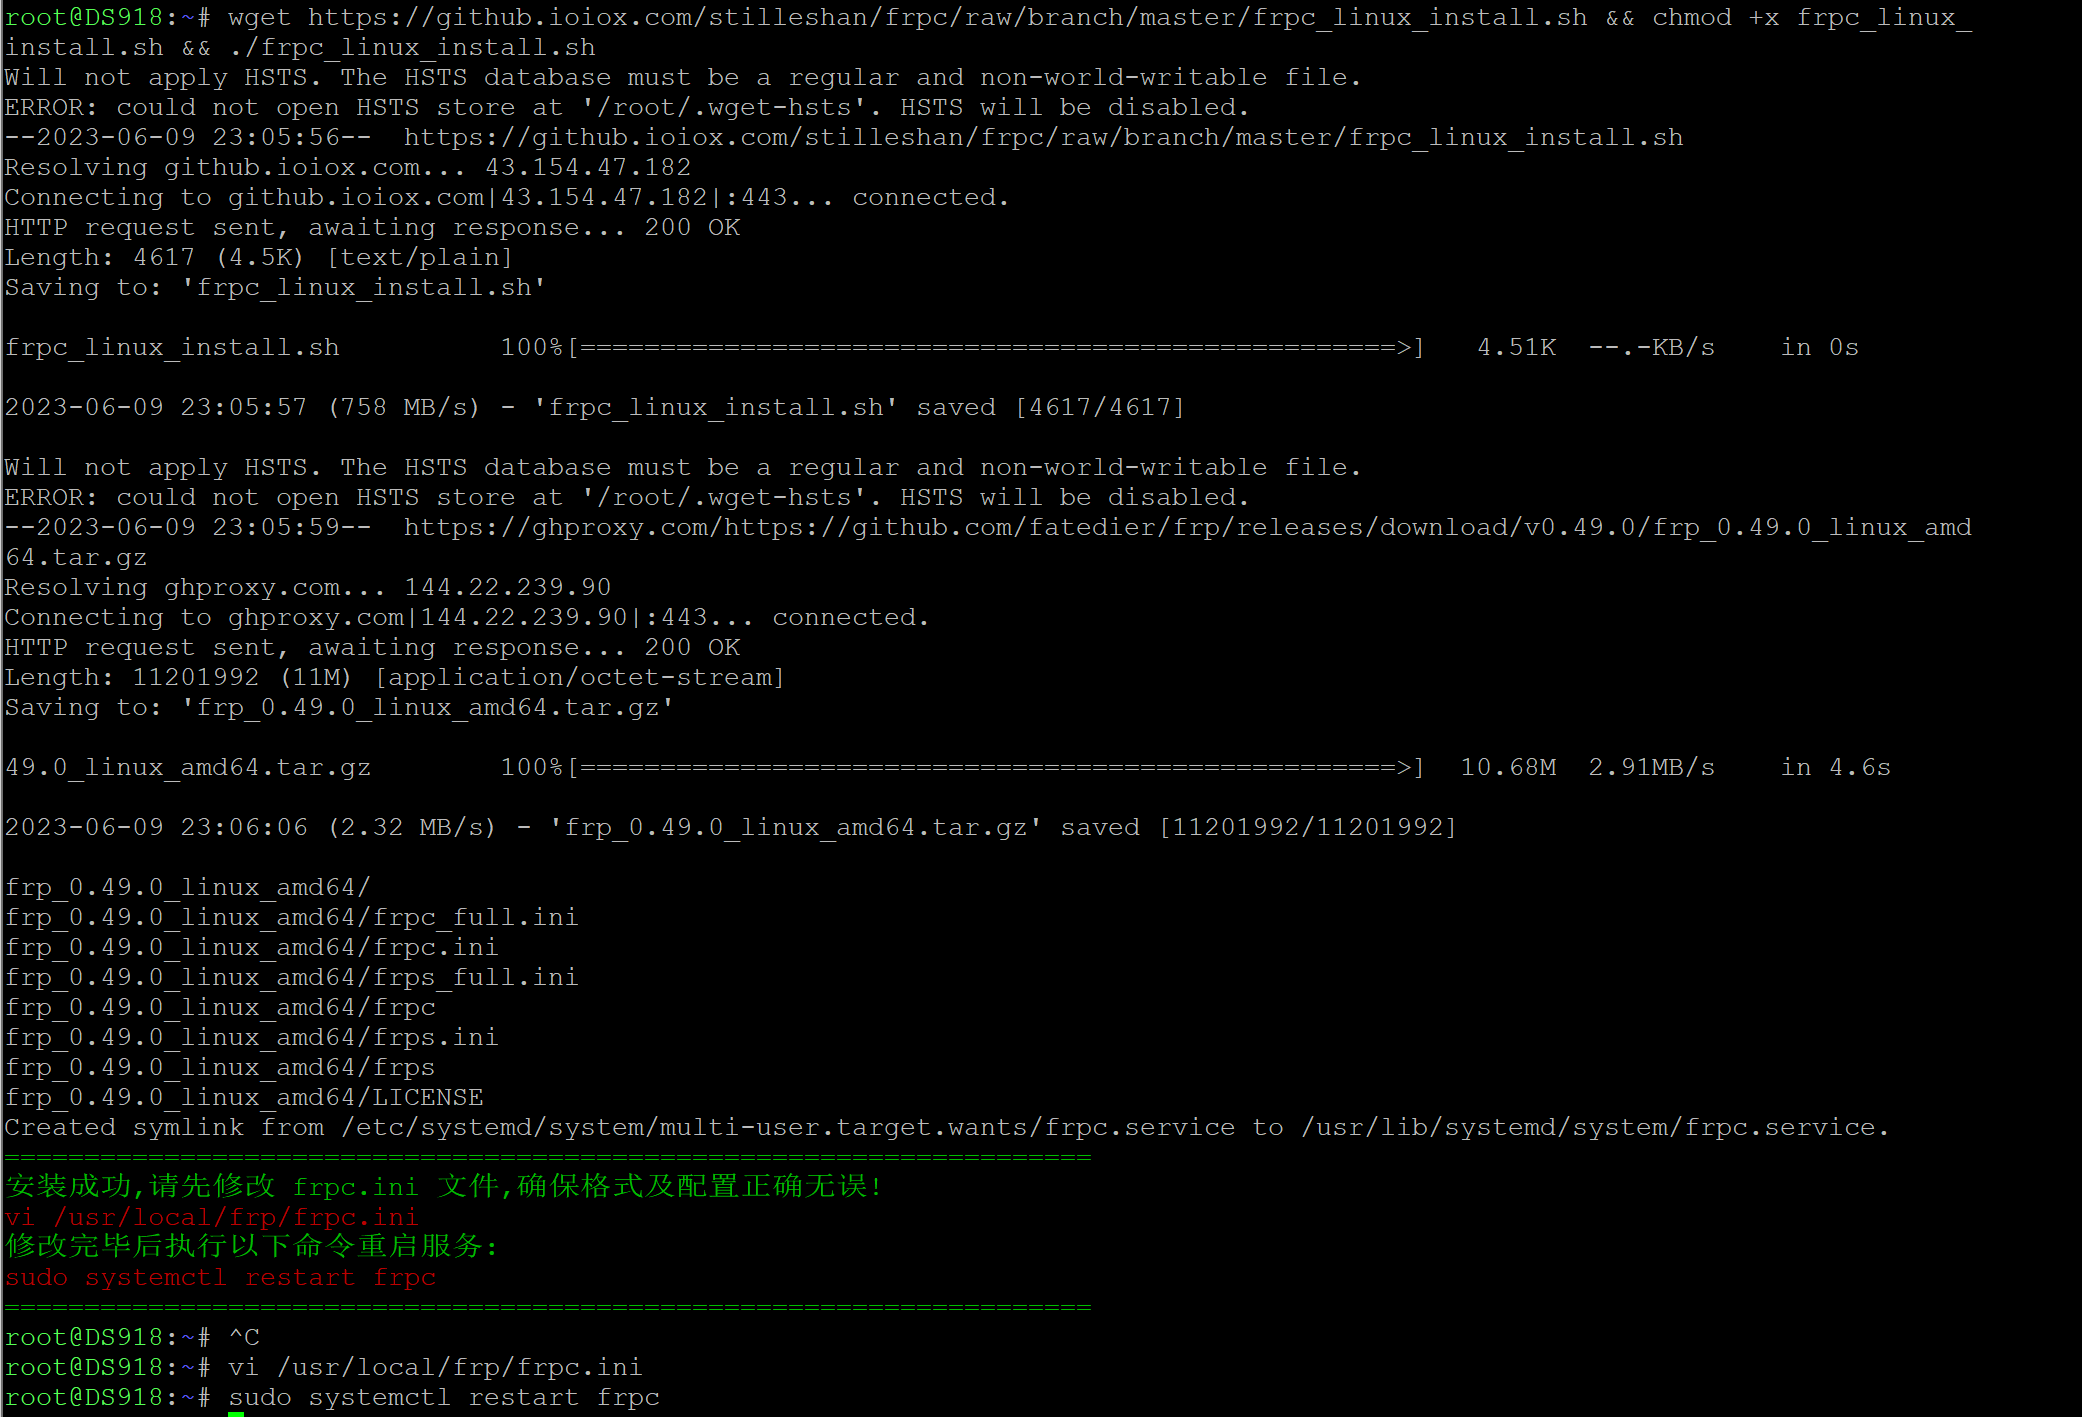 root@DS918:~# wget https://github.ioiox.com/stilleshan/frpc/raw/branch/master/frpc_linux_install.sh && chmod +x frpc_linux_
install.sh && ./frpc_linux_install.sh
Will not apply HSTS. The HSTS database must be a regular and non-world-writable file.
ERROR: could not open HSTS store at '/root/.wget-hsts'. HSTS will be disabled.
--2023-06-09 23:05:56--  https://github.ioiox.com/stilleshan/frpc/raw/branch/master/frpc_linux_install.sh
Resolving github.ioiox.com... 43.154.47.182
Connecting to github.ioiox.com|43.154.47.182|:443... connected.
HTTP request sent, awaiting response... 200 OK
Length: 4617 (4.5K) [text/plain]
Saving to: 'frpc_linux_install.sh'
frpc_linux_install.sh          100%[===================================================>]   4.51K  --.-KB/s    in 0s
2023-06-09 23:05:57 (758 MB/s) - 'frpc_linux_install.sh' saved [4617/4617]
Will not apply HSTS. The HSTS database must be a regular and non-world-writable file.
ERROR: could not open HSTS store at '/root/.wget-hsts'. HSTS will be disabled.
--2023-06-09 23:05:59--  https://ghproxy.com/https://github.com/fatedier/frp/releases/download/v0.49.0/frp_0.49.0_linux_amd
64.tar.gz
Resolving ghproxy.com... 144.22.239.90
Connecting to ghproxy.com|144.22.239.90|:443... connected.
HTTP request sent, awaiting response... 200 OK
Length: 11201992 (11M) [application/octet-stream]
Saving to: 'frp_0.49.0_linux_amd64.tar.gz'
49.0_linux_amd64.tar.gz        100%[===================================================>]  10.68M  2.91MB/s    in 4.6s
2023-06-09 23:06:06 (2.32 MB/s) - 'frp_0.49.0_linux_amd64.tar.gz' saved [11201992/11201992]
frp_0.49.0_linux_amd64/
frp_0.49.0_linux_amd64/frpc_full.ini
frp_0.49.0_linux_amd64/frpc.ini
frp_0.49.0_linux_amd64/frps_full.ini
frp_0.49.0_linux_amd64/frpc
frp_0.49.0_linux_amd64/frps.ini
frp_0.49.0_linux_amd64/frps
frp_0.49.0_linux_amd64/LICENSE
Created symlink from /etc/systemd/system/multi-user.target.wants/frpc.service to /usr/lib/systemd/system/frpc.service.
====================================================================
安装成功,请先修改 frpc.ini 文件,确保格式及配置正确无误!
vi /usr/local/frp/frpc.ini
修改完毕后执行以下命令重启服务:
sudo systemctl restart frpc
====================================================================
root@DS918:~# ^C
root@DS918:~# vi /usr/local/frp/frpc.ini
root@DS918:~# sudo systemctl restart frpc